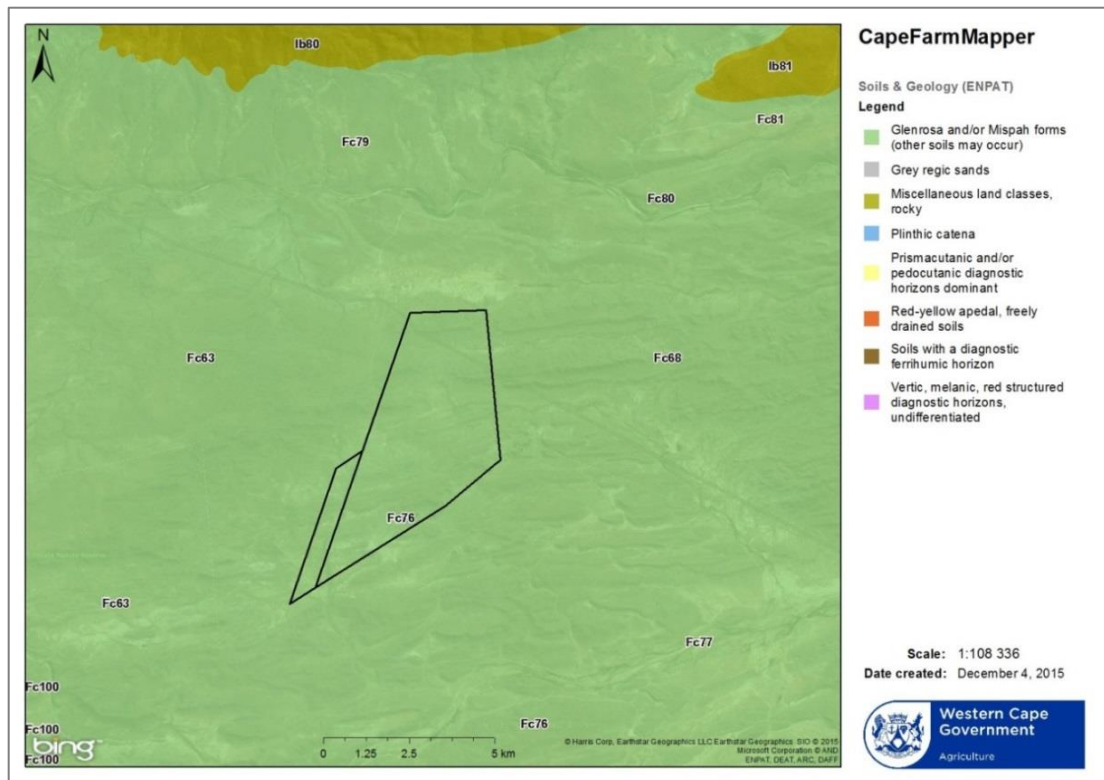 N
Ib80
Ib81
Fc81
Fc79
Fc80
Fc63
Fc68
Fc76
Fc63
Fc77
Fc100
Fc76
Fc100
Fc100
bing™
0 1.25 2.5 5 km
© Harris Corp, Earthstar Geographics LLC Earthstar Geographics SIO © 2015
Microsoft Corporation © AND
ENPAT, DEAT, ARC, DAFF
CapeFarmMapper
Soils & Geology (ENPAT)
Legend
Glenrosa and/or Mispah forms
(other soils may occur)
Grey regic sands
Miscellaneous land classes,
rocky
Plinthic catena
Prismacutanic and/or
pedocutanic diagnostic
horizons dominant
Red-yellow apedal, freely
drained soils
Soils with a diagnostic
ferrihumic horizon
Vertic, melanic, red structured
diagnostic horizons,
undifferentiated
Scale: 1:108 336
Date created: December 4, 2015
Western Cape
Government
Agriculture